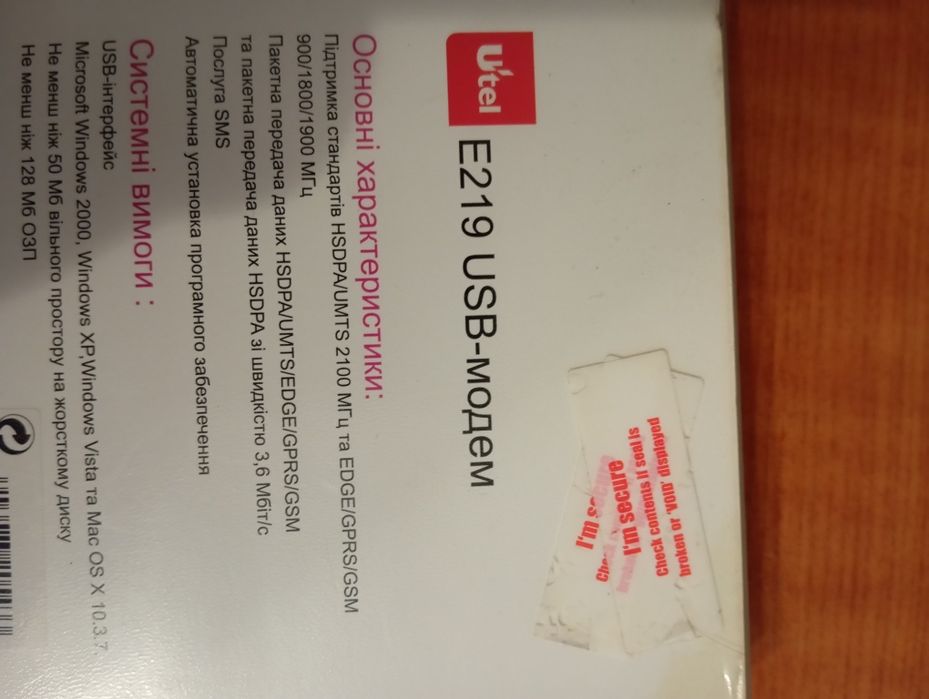 U'tel
E219 USB-модем
Основні характеристики:
Підтримка стандартів HSDPA/UMTS 2100 МГц та EDGE/GPRS/GSM
900/1800/1900 МГц
Пакетна передача даних HSDPA/UMTS/EDGE/GPRS/GSM
та пакетна передача даних HSDPA зі швидкістю 3,6 Мбіт/с
Послуга SMS
Автоматична установка програмного забезпечення
Системні вимоги :
USB-інтерфейс
Microsoft Windows 2000, Windows XP,Windows Vista та Mac OS X 10.3.7
Не менш ніж 50 Мб вільного простору на жорсткому диску
Не менш ніж 128 Мб ОЗП
I'm secure
Check contents if seal is
broken or 'VOID' displayed
I'm se
Che